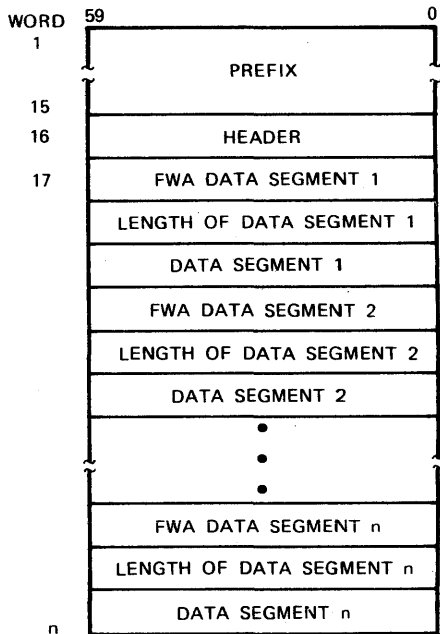 WORD 59 0
1
PREFIX
15
16 HEADER
17 FWA DATA SEGMENT 1
LENGTH OF DATA SEGMENT 1
DATA SEGMENT 1
FWA DATA SEGMENT 2
LENGTH OF DATA SEGMENT 2
DATA SEGMENT 2
FWA DATA SEGMENT n
LENGTH OF DATA SEGMENT n
DATA SEGMENT n
n